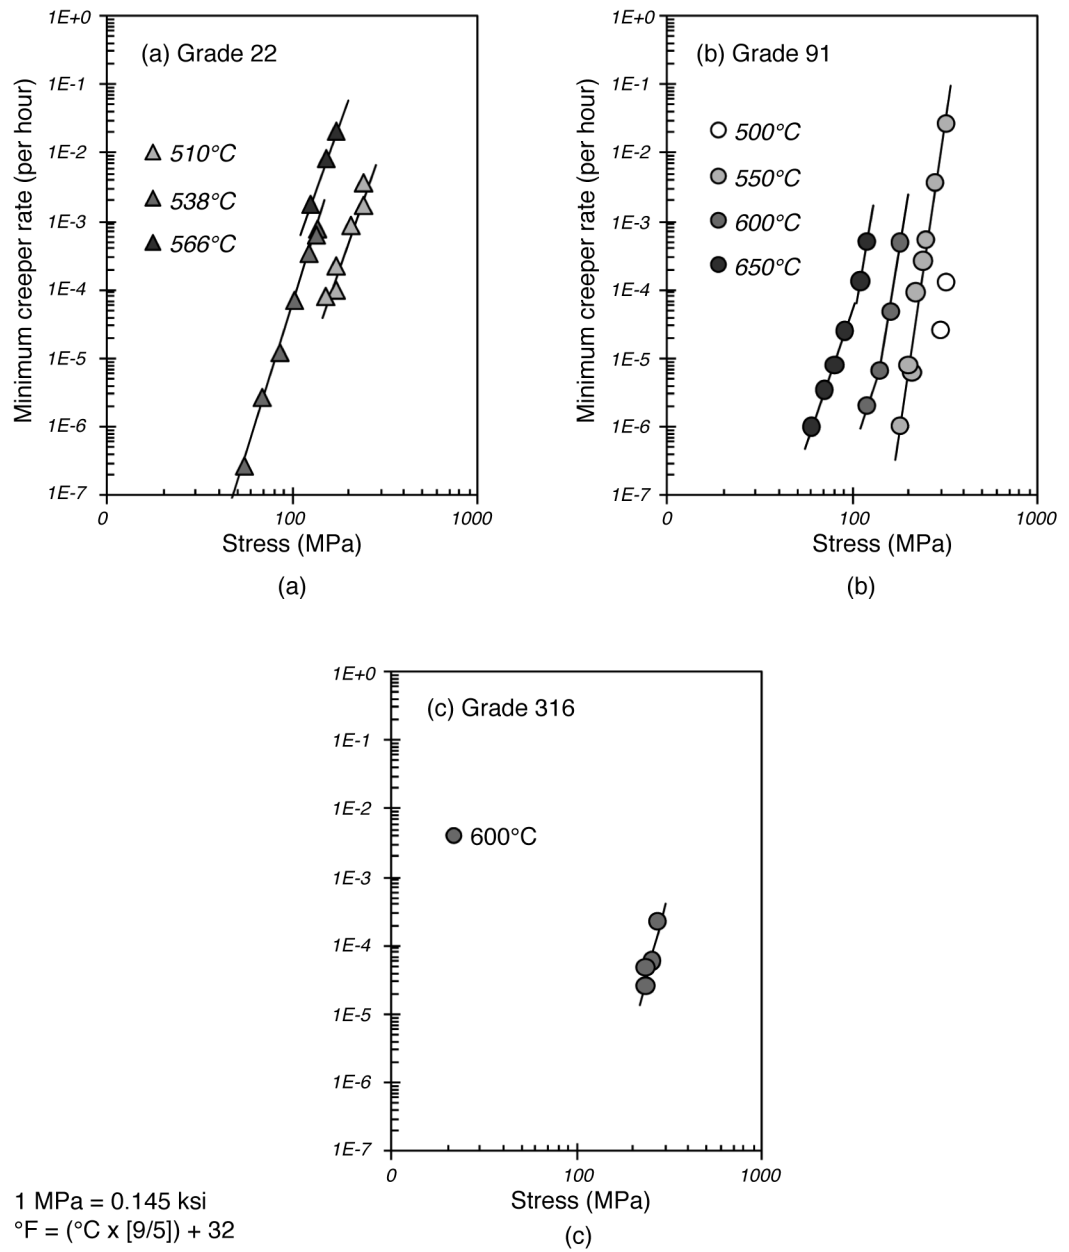 1E+0
(a) Grade 22
1E-1
510°C
1E-2
538°C
1E-3
566°C
1E-4
1E-5
1E-6
1E-7
0
100
1000
Minimum creeper rate (per hour)
Stress (MPa)
(a)
1E+0
(b) Grade 91
1E-1
500°C
1E-2
550°C
1E-3
600°C
650°C
1E-4
1E-5
1E-6
1E-7
0
100
1000
Minimum creeper rate (per hour)
Stress (MPa)
(b)
1E+0
(c) Grade 316
1E-1
1E-2
600°C
1E-3
1E-4
1E-5
1E-6
1E-7
0
100
1000
Stress (MPa)
(c)
1 MPa = 0.145 ksi
°F = (°C x [9/5]) + 32